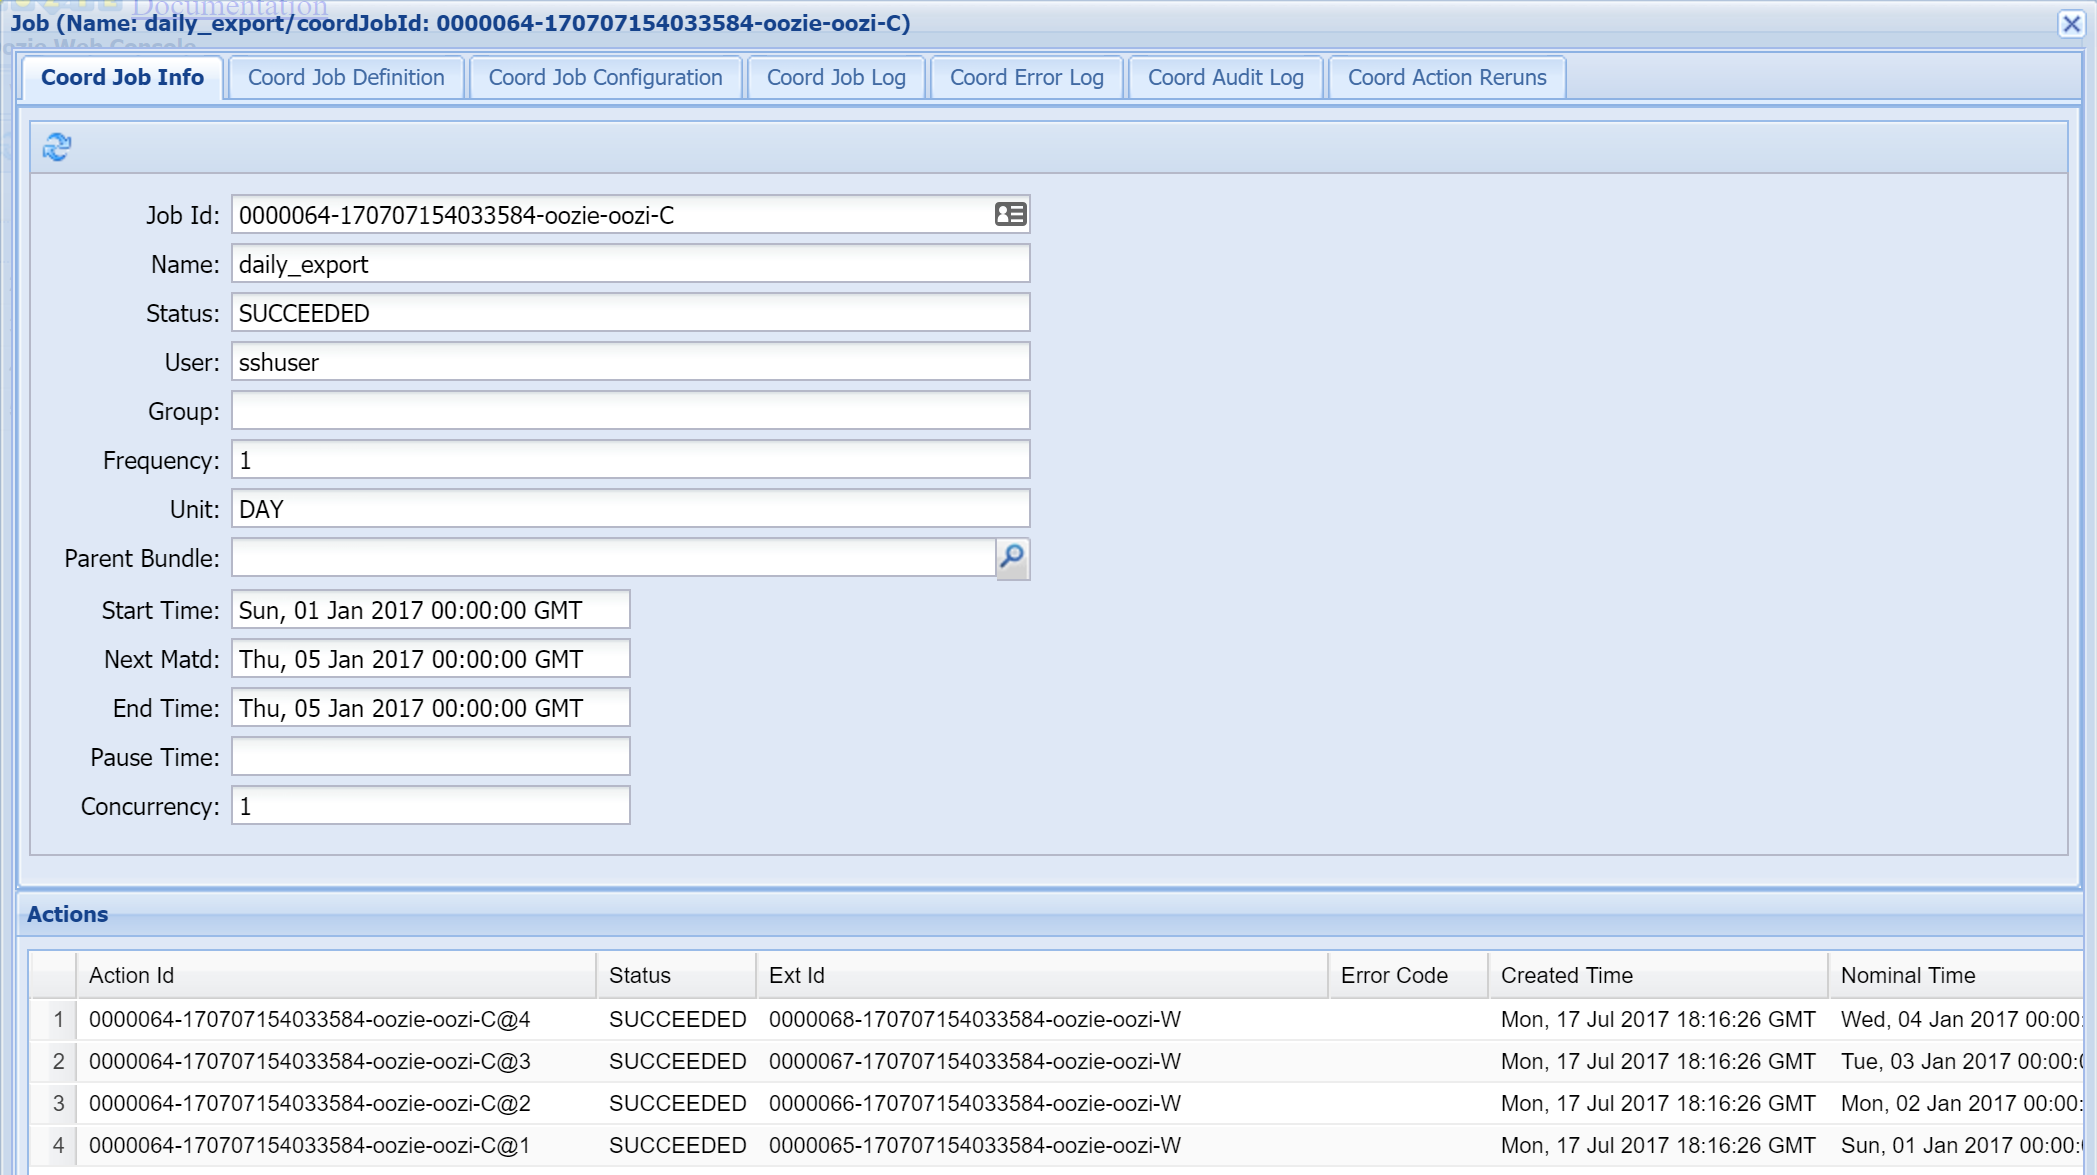 Documentation
Job (Name: daily_export/coordJobId: 0000064-170707154033584-oozie-oozi-C)
Oozie Web Console
Coord Job Info Coord Job Definition Coord Job Configuration Coord Job Log Coord Error Log Coord Audit Log Coord Action Reruns
Job Id: 0000064-170707154033584-oozie-oozi-C
Name: daily_export
Status: SUCCEEDED
User: sshuser
Group:
Frequency: 1
Unit: DAY
Parent Bundle:
Start Time: Sun, 01 Jan 2017 00:00:00 GMT
Next Matd: Thu, 05 Jan 2017 00:00:00 GMT
End Time: Thu, 05 Jan 2017 00:00:00 GMT
Pause Time:
Concurrency: 1
Actions
Action Id Status Ext Id Error Code Created Time Nominal Time
1 0000064-170707154033584-oozie-oozi-C@4 SUCCEEDED 0000068-170707154033584-oozie-oozi-W Mon, 17 Jul 2017 18:16:26 GMT Wed, 04 Jan 2017 00:00:
2 0000064-170707154033584-oozie-oozi-C@3 SUCCEEDED 0000067-170707154033584-oozie-oozi-W Mon, 17 Jul 2017 18:16:26 GMT Tue, 03 Jan 2017 00:00:0
3 0000064-170707154033584-oozie-oozi-C@2 SUCCEEDED 0000066-170707154033584-oozie-oozi-W Mon, 17 Jul 2017 18:16:26 GMT Mon, 02 Jan 2017 00:00:
4 0000064-170707154033584-oozie-oozi-C@1 SUCCEEDED 0000065-170707154033584-oozie-oozi-W Mon, 17 Jul 2017 18:16:26 GMT Sun, 01 Jan 2017 00:00:0